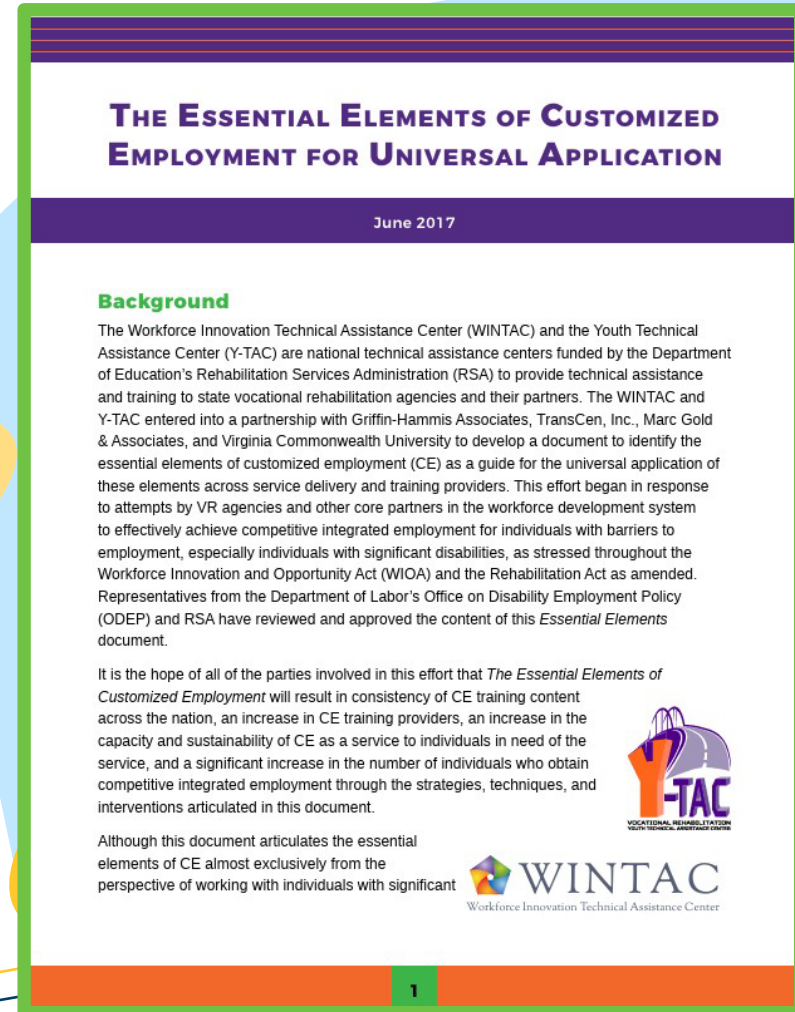 The Essential Elements of Customized
Employment for Universal Application
June 2017
Background
The Workforce Innovation Technical Assistance Center (WINTAC) and the Youth Technical
Assistance Center (Y-TAC) are national technical assistance centers funded by the Department
of Education's Rehabilitation Services Administration (RSA) to provide technical assistance
and training to state vocational rehabilitation agencies and their partners. The WINTAC and
Y-TAC entered into a partnership with Griffin-Hammis Associates, TransCen, Inc., Marc Gold
& Associates, and Virginia Commonwealth University to develop a document to identify the
essential elements of customized employment (CE) as a guide for the universal application of
these elements across service delivery and training providers. This effort began in response
to attempts by VR agencies and other core partners in the workforce development system
to effectively achieve competitive integrated employment for individuals with barriers to
employment, especially individuals with significant disabilities, as stressed throughout the
Workforce Innovation and Opportunity Act (WIOA) and the Rehabilitation Act as amended.
Representatives from the Department of Labor's Office on Disability Employment Policy
(ODEP) and RSA have reviewed and approved the content of this Essential Elements
document.
It is the hope of all of the parties involved in this effort that The Essential Elements of
Customized Employment will result in consistency of CE training content
across the nation, an increase in CE training providers, an increase in the
capacity and sustainability of CE as a service to individuals in need of the
service, and a significant increase in the number of individuals who obtain
competitive integrated employment through the strategies, techniques, and
interventions articulated in this document.
Y-TAC
VOCATIONAL REHABILITATION
YOUTH TECHNICAL ASSISTANCE CENTER
Although this document articulates the essential
elements of CE almost exclusively from the
perspective of working with individuals with significant
WINTAC
Workforce Innovation Technical Assistance Center
1